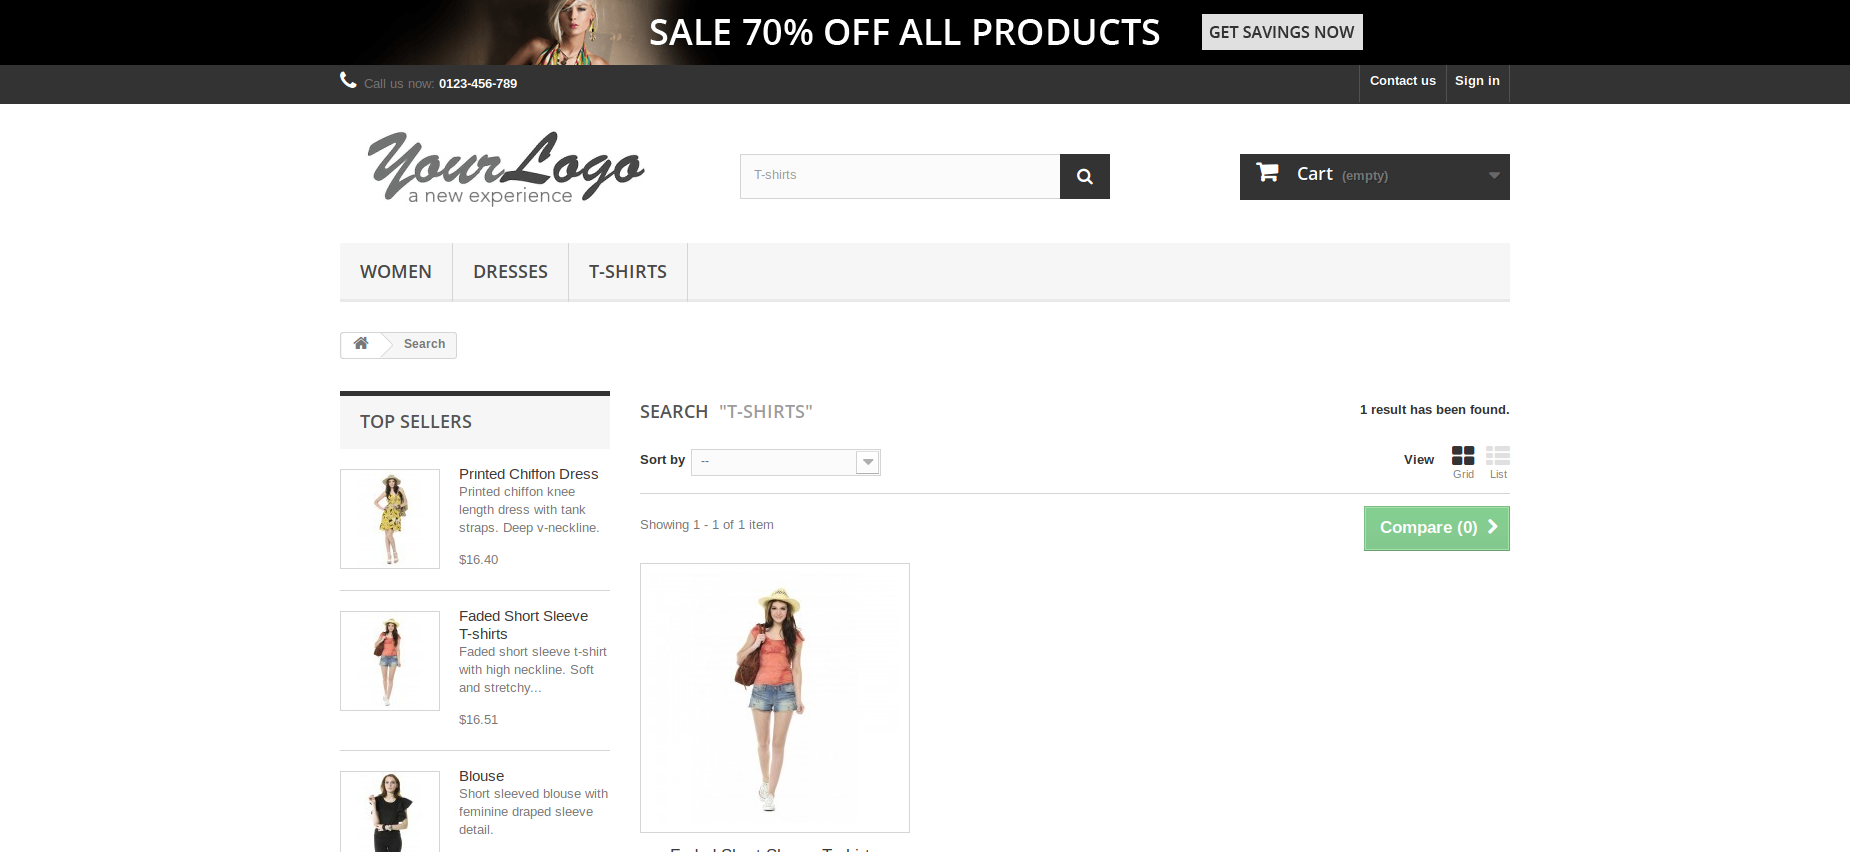 SALE 70% OFF ALL PRODUCTS
GET SAVINGS NOW
Call us now: 0123-456-789
Contact us
Sign in
YourLogo
a new experience
T-shirts
Cart (empty)
WOMEN
DRESSES
T-SHIRTS
Search
TOP SELLERS
Printed Chiffon Dress
Printed chiffon knee
length dress with tank
straps. Deep v-neckline.
$16.40
Faded Short Sleeve
T-shirts
Faded short sleeve t-shirt
with high neckline. Soft
and stretchy...
$16.51
Blouse
Short sleeved blouse with
feminine draped sleeve
detail.
SEARCH "T-SHIRTS"
1 result has been found.
Sort by --
View
Grid
List
Showing 1 - 1 of 1 item
Compare (0)
Faded Short Sleeve T-shirts